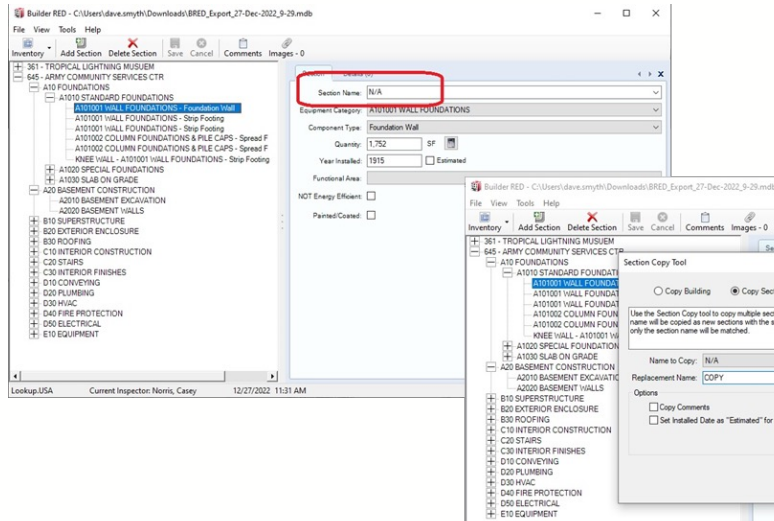 Builder RED - C:\Users\dave.smyth\Downloads\BRED_Export_27-Dec-2022_9-29.mdb
File View Tools Help
Inventory Add Section Delete Section Save Cancel Comments Images - 0
361 - TROPICAL LIGHTNING MUSUEM
645 - ARMY COMMUNITY SERVICES CTR
A10 FOUNDATIONS
A1010 STANDARD FOUNDATIONS
A101001 WALL FOUNDATIONS - Foundation Wall
A101001 WALL FOUNDATIONS - Strip Footing
A101001 WALL FOUNDATIONS - Strip Footing
A101002 COLUMN FOUNDATIONS & PILE CAPS - Spread F
A101002 COLUMN FOUNDATIONS & PILE CAPS - Spread F
KNEE WALL - A101001 WALL FOUNDATIONS - Strip Footing
A1020 SPECIAL FOUNDATIONS
A1030 SLAB ON GRADE
A20 BASEMENT CONSTRUCTION
A2010 BASEMENT EXCAVATION
A2020 BASEMENT WALLS
B10 SUPERSTRUCTURE
B20 EXTERIOR ENCLOSURE
B30 ROOFING
C10 INTERIOR CONSTRUCTION
C20 STAIRS
C30 INTERIOR FINISHES
D10 CONVEYING
D20 PLUMBING
D30 HVAC
D40 FIRE PROTECTION
D50 ELECTRICAL
E10 EQUIPMENT
Section Details (0)
Section Name: N/A
Equipment Category: A101001 WALL FOUNDATIONS
Component Type: Foundation Wall
Quantity: 1,752 SF
Year Installed: 1915 Estimated
Functional Area:
NOT Energy Efficient:
Painted/Coated:
Lookup.USA Current Inspector: Norris, Casey 12/27/2022 11:31 AM
Builder RED - C:\Users\dave.smyth\Downloads\BRED_Export_27-Dec-2022_9-29.mdb
File View Tools Help
Inventory Add Section Delete Section Save Cancel Comments Images - 0
361 - TROPICAL LIGHTNING MUSUEM
645 - ARMY COMMUNITY SERVICES CTR
A10 FOUNDATIONS
A1010 STANDARD FOUNDATI
A101001 WALL FOUNDAT
A101001 WALL FOUNDAT
A101001 WALL FOUNDAT
A101002 COLUMN FOUN
A101002 COLUMN FOUN
KNEE WALL - A101001 W
A1020 SPECIAL FOUNDATION
A1030 SLAB ON GRADE
A20 BASEMENT CONSTRUCTION
A2010 BASEMENT EXCAVATIC
A2020 BASEMENT WALLS
B10 SUPERSTRUCTURE
B20 EXTERIOR ENCLOSURE
B30 ROOFING
C10 INTERIOR CONSTRUCTION
C20 STAIRS
C30 INTERIOR FINISHES
D10 CONVEYING
D20 PLUMBING
D30 HVAC
D40 FIRE PROTECTION
D50 ELECTRICAL
E10 EQUIPMENT
Section Copy Tool
Copy Building Copy Sect
Use the Section Copy tool to copy multiple sect
name will be copied as new sections with the s
only the section name will be matched.
Name to Copy: N/A
Replacement Name: COPY
Options
Copy Comments
Set Installed Date as "Estimated" for